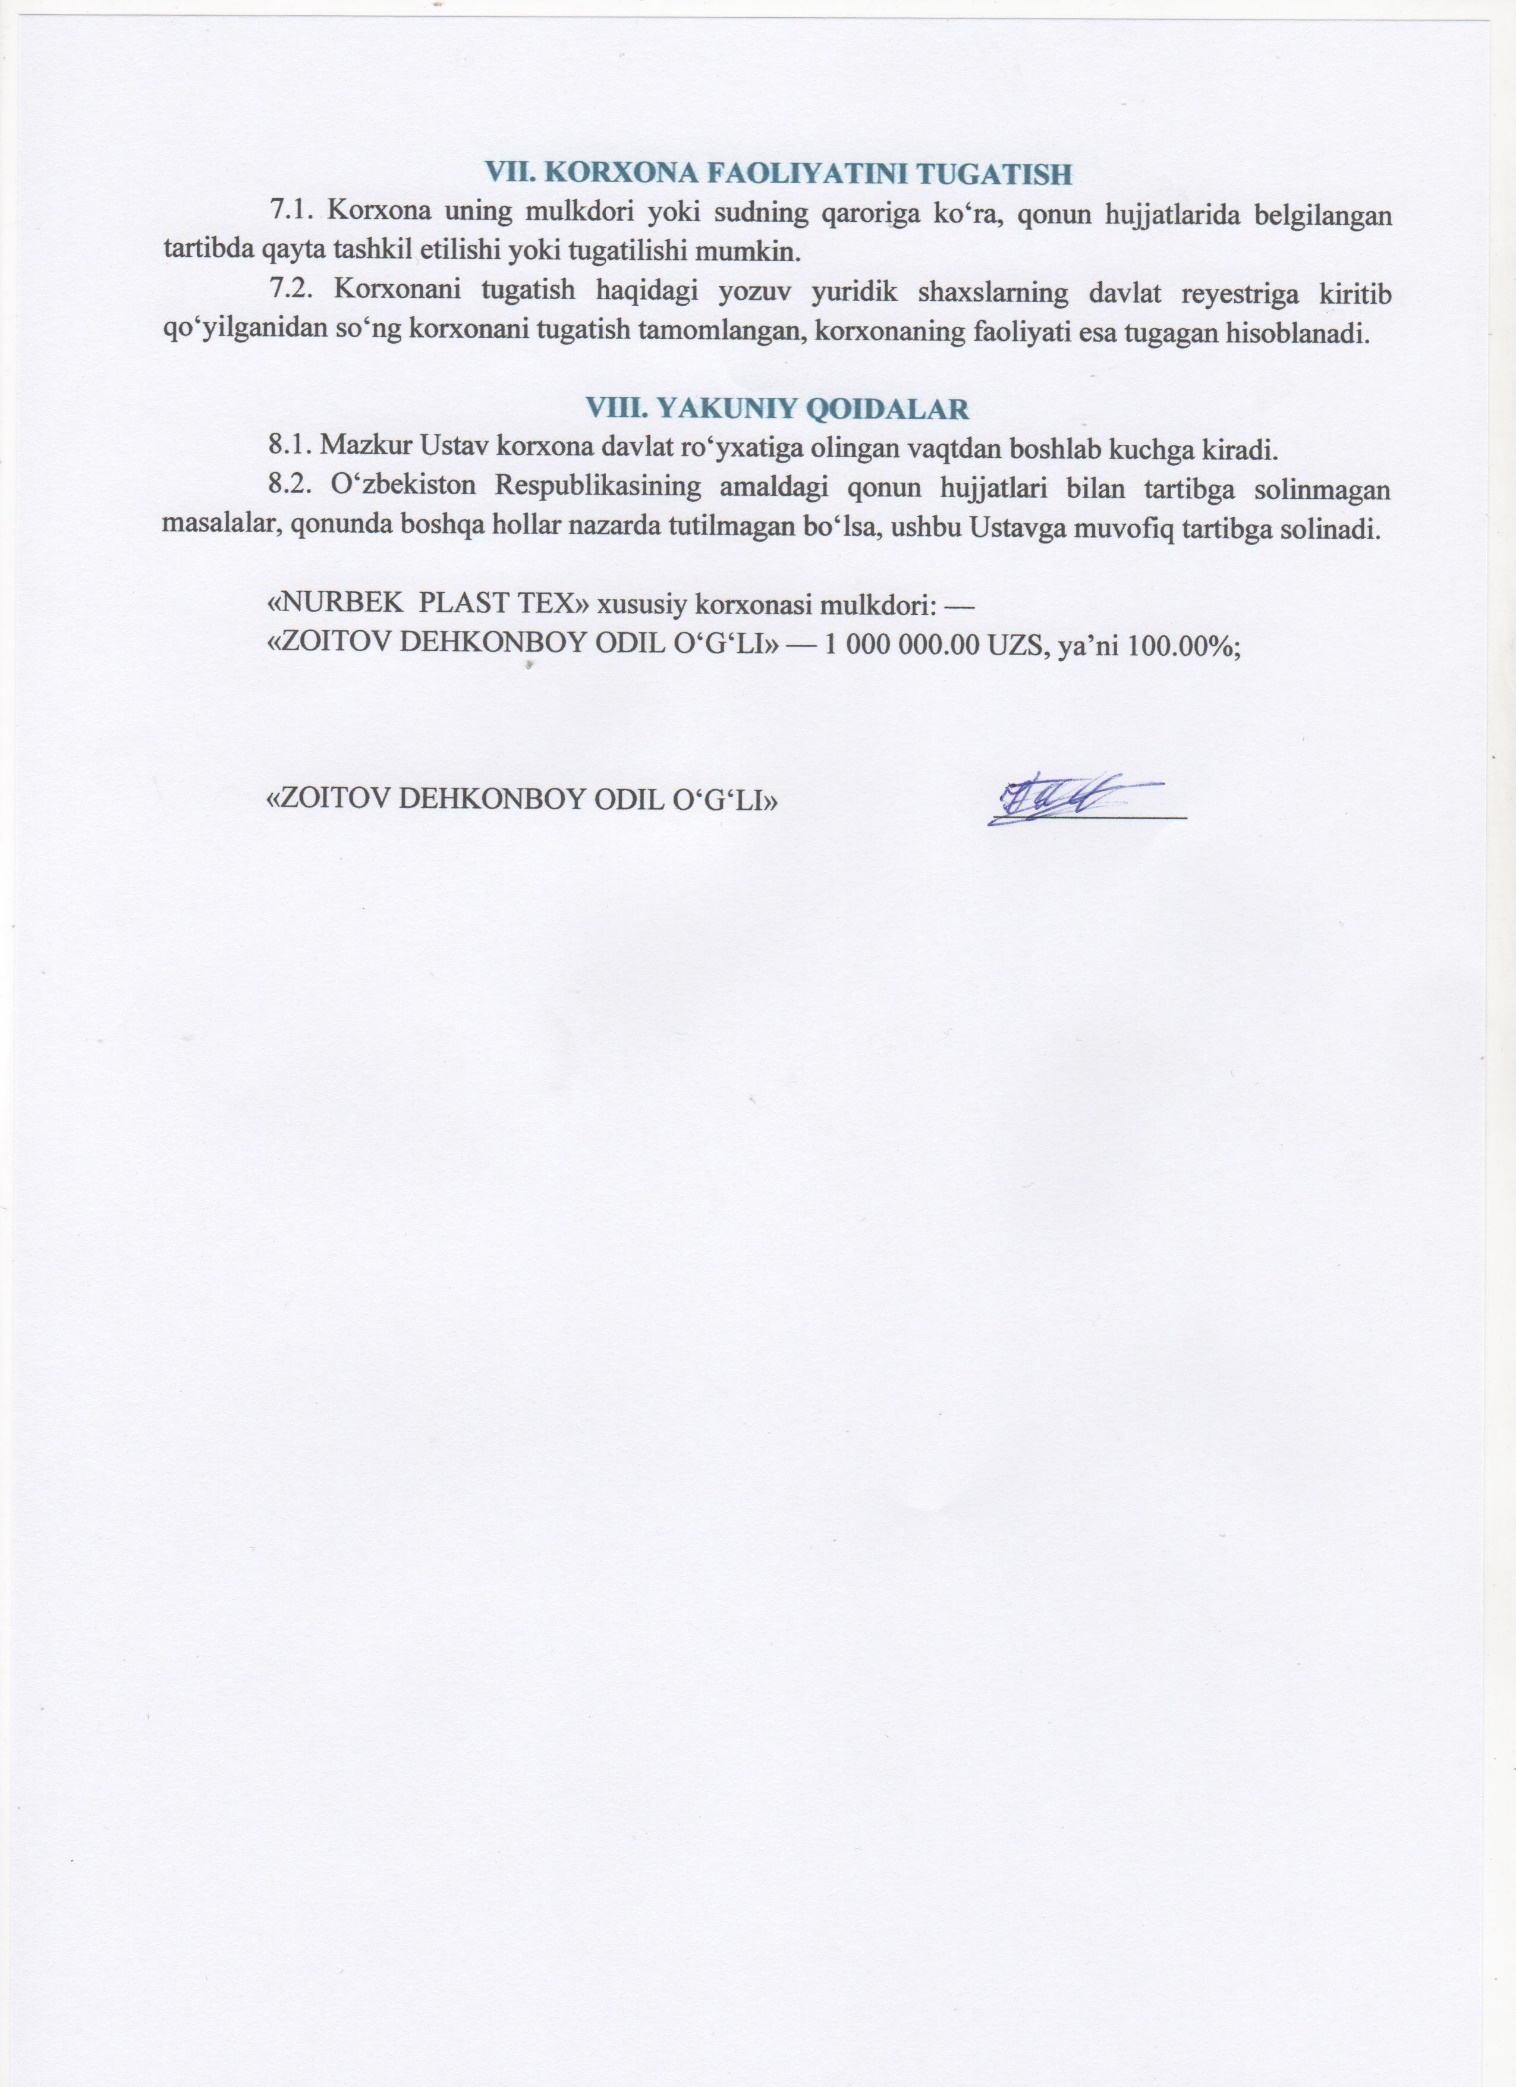 VII. KORXONA FAOLIYATINI TUGATISH
7.1. Korxona uning mulkdori yoki sudning qaroriga ko‘ra, qonun hujjatlarida belgilangan
tartibda qayta tashkil etilishi yoki tugatilishi mumkin.
7.2. Korxonani tugatish haqidagi yozuv yuridik shaxslarning davlat reyestriga kiritib
qo‘yilganidan so‘ng korxonani tugatish tamomlangan, korxonaning faoliyati esa tugagan hisoblanadi.
VIII. YAKUNIY QOIDALAR
8.1. Mazkur Ustav korxona davlat ro‘yxatiga olingan vaqtdan boshlab kuchga kiradi.
8.2. O‘zbekiston Respublikasining amaldagi qonun hujjatlari bilan tartibga solinmagan
masalalar, qonunda boshqa hollar nazarda tutilmagan bo‘lsa, ushbu Ustavga muvofiq tartibga solinadi.
«NURBEK PLAST TEX» xususiy korxonasi mulkdori: —
«ZOITOV DEHKONBOY ODIL O‘G‘LI» — 1 000 000.00 UZS, ya’ni 100.00%;
«ZOITOV DEHKONBOY ODIL O‘G‘LI»